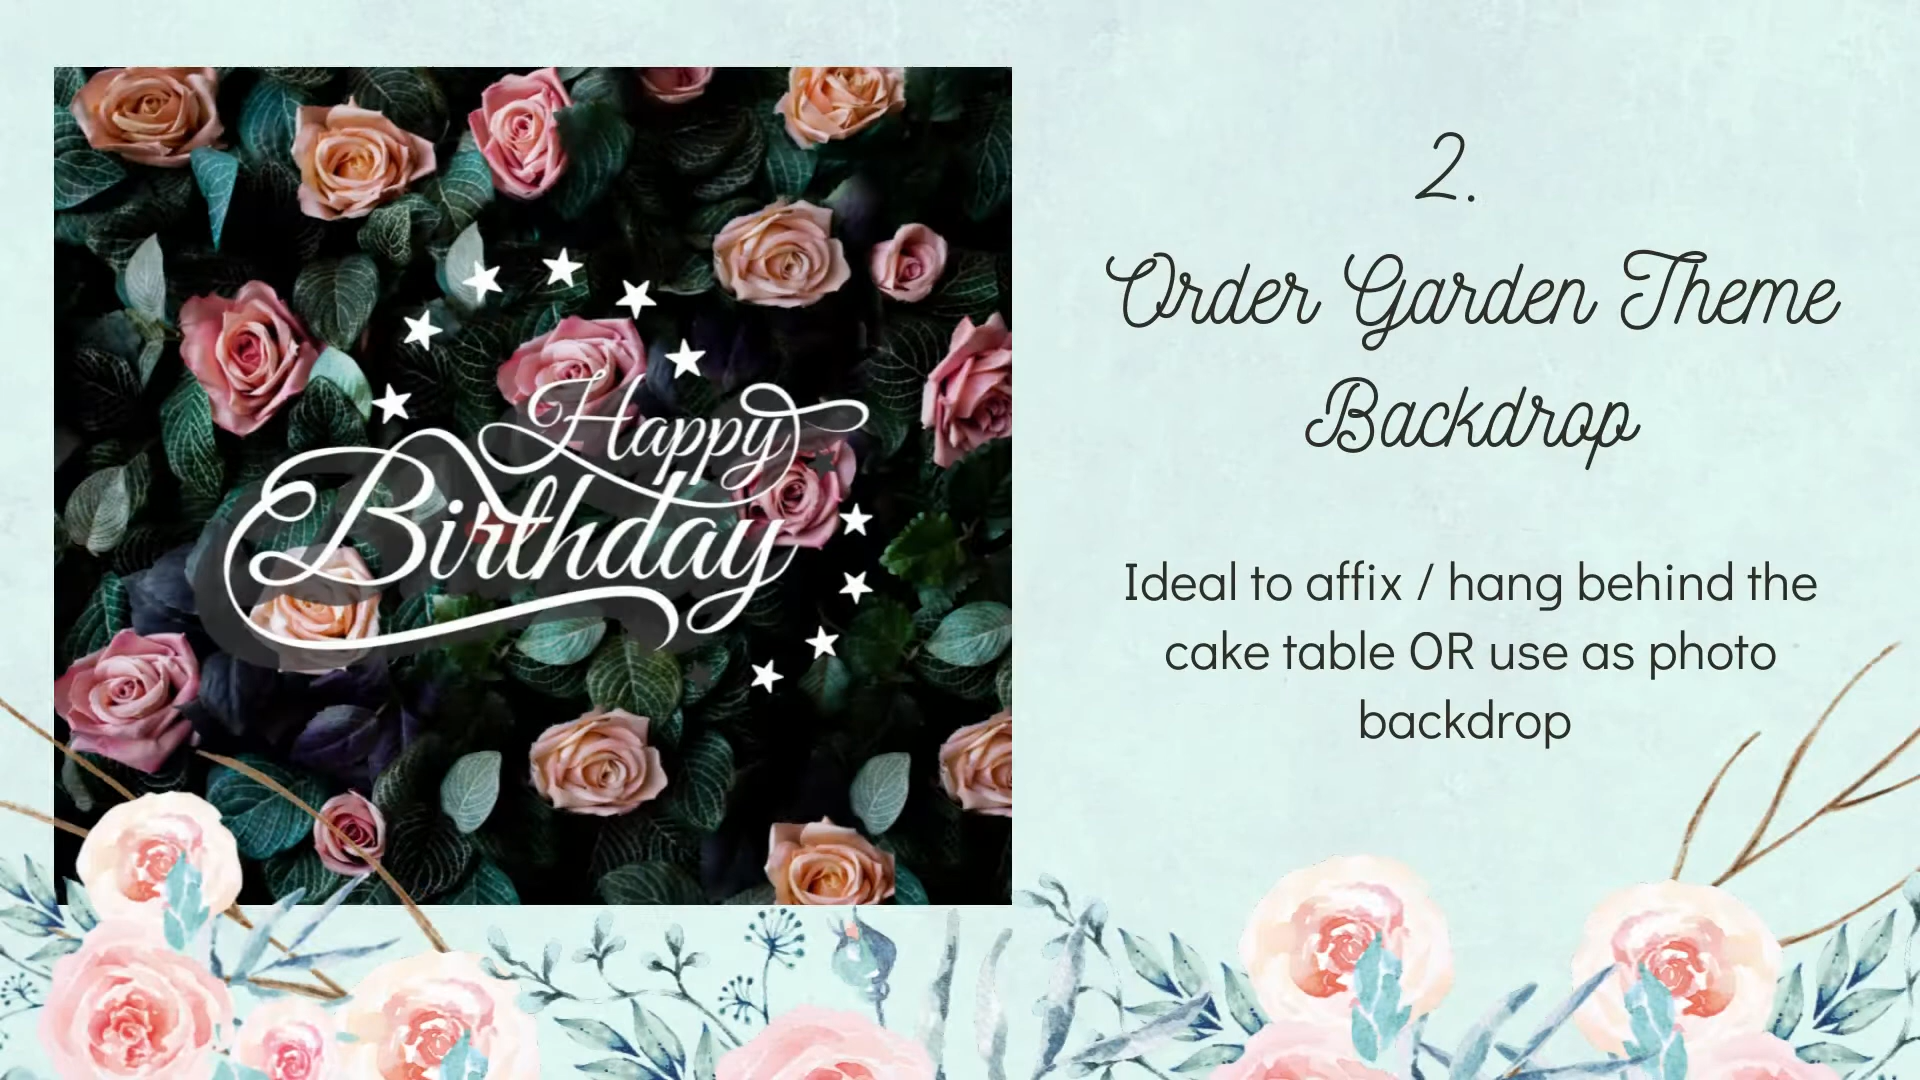 Happy
Birthday
2.
Order Garden Theme
Backdrop
Ideal to affix / hang behind the
cake table OR use as photo
backdrop